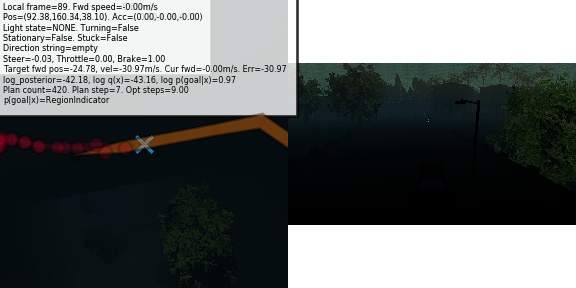 Local frame=89. Fwd speed=-0.00m/s
Pos=(92.38,160.34,38.10). Acc=(0.00,-0.00,-0.00)
Light state=NONE. Turning=False
Stationary=False. Stuck=False
Direction string=empty
Steer=-0.03, Throttle=0.00, Brake=1.00
Target fwd pos=-24.78, vel=-30.97m/s. Cur fwd=-0.00m/s. Err=-30.97
log_posterior=-42.18, log q(x)=-43.16, log p(goal|x)=0.97
Plan count=420. Plan step=7. Opt steps=9.00
p(goal|x)=RegionIndicator